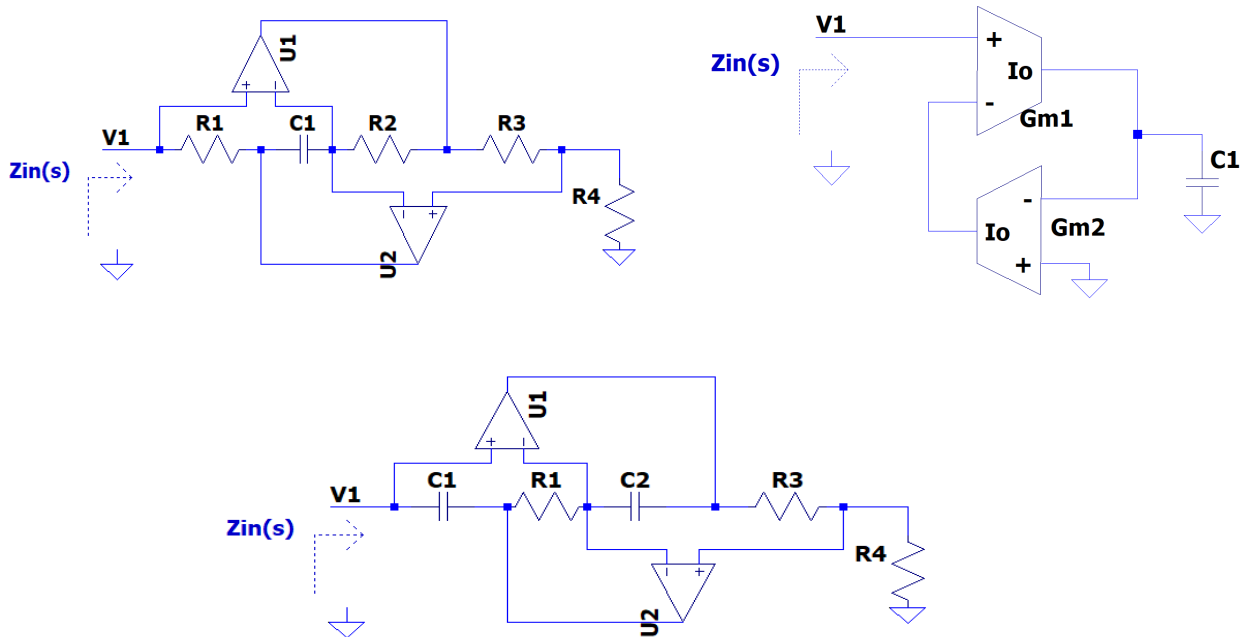 U1
+ -
V1 R1 C1 R2 R3
Zin(s)
- +
R4
U2
V1
+
Zin(s)
Io
-
Gm1
C1
-
Io
Gm2
+
U1
+ -
V1 C1 R1 C2 R3
Zin(s)
- +
R4
U2